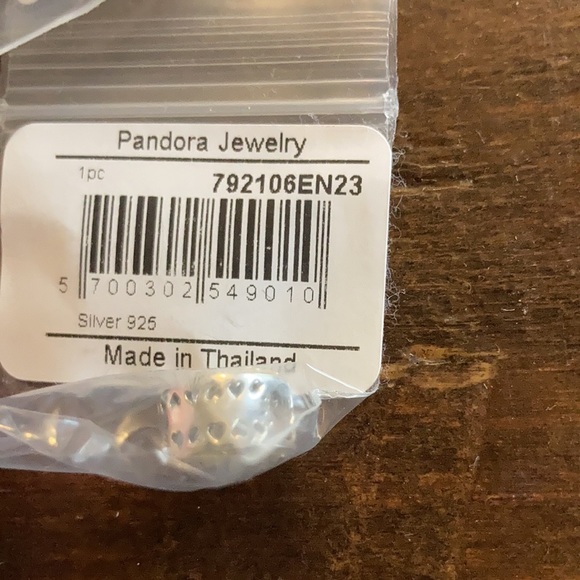 Pandora Jewelry
1pc 792106EN23
5 700302 549010
Silver 925
Made in Thailand